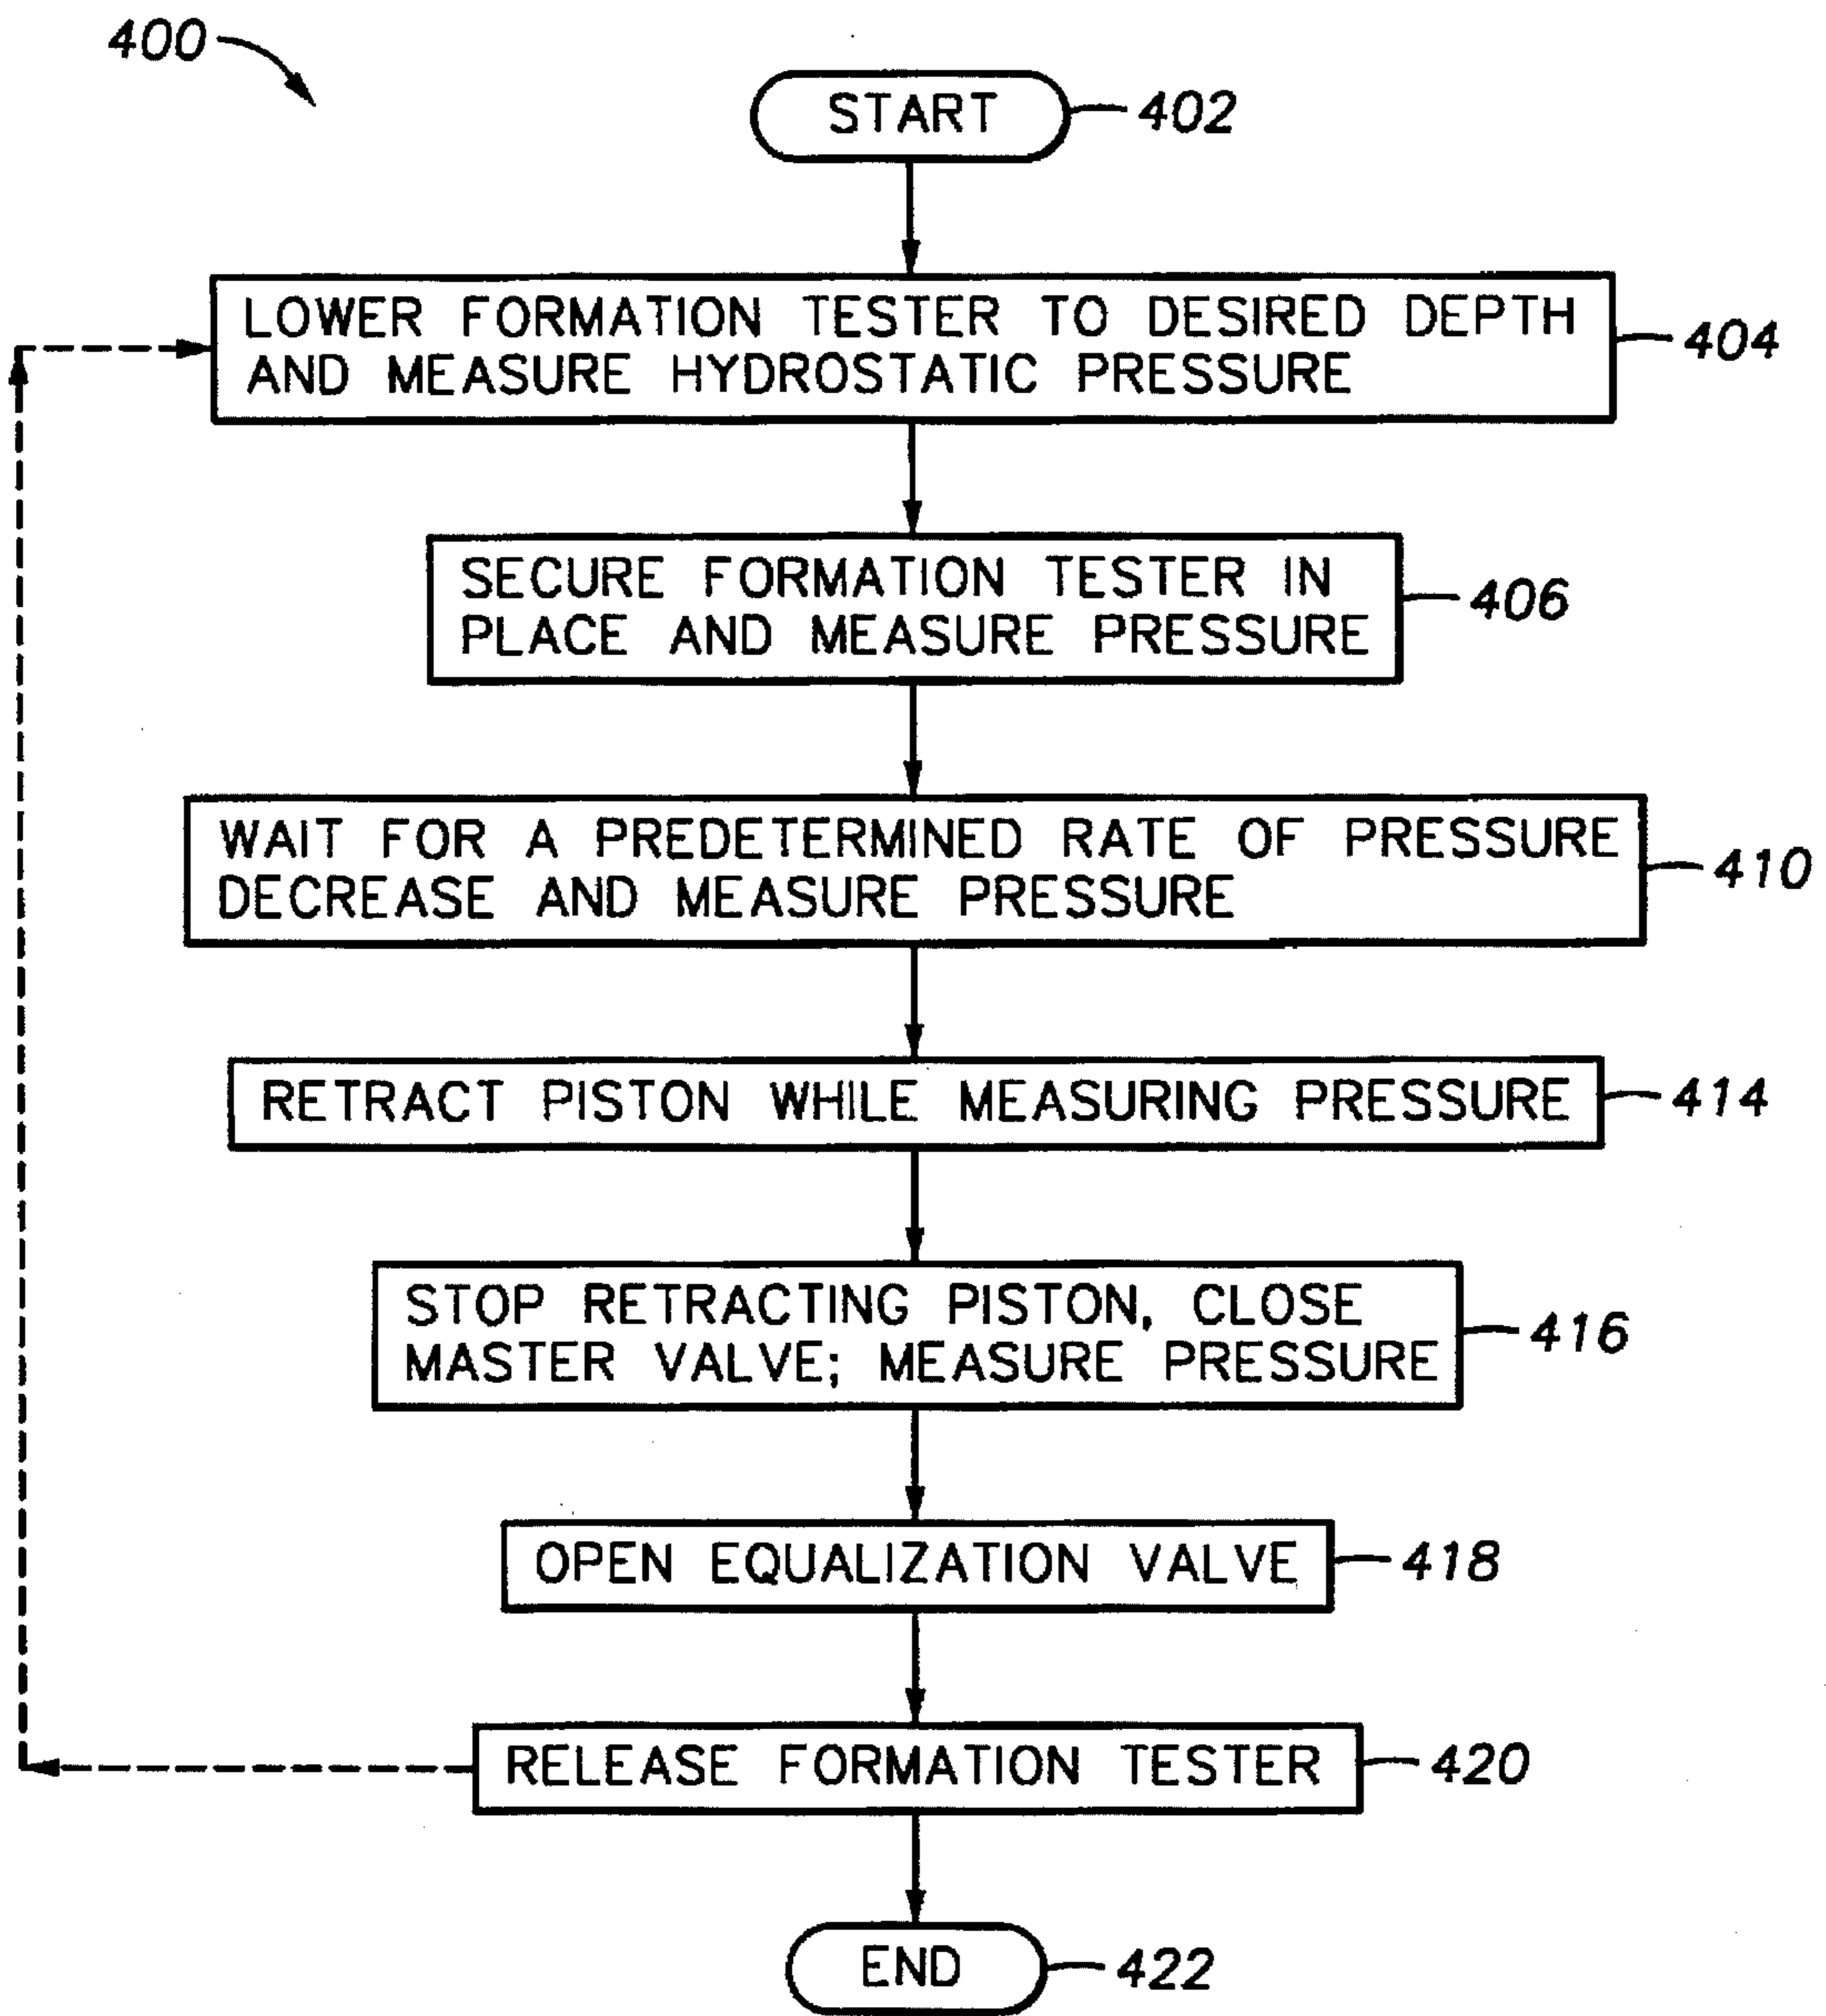 400
START
402
LOWER FORMATION TESTER TO DESIRED DEPTH
AND MEASURE HYDROSTATIC PRESSURE
404
SECURE FORMATION TESTER IN
PLACE AND MEASURE PRESSURE
406
WAIT FOR A PREDETERMINED RATE OF PRESSURE
DECREASE AND MEASURE PRESSURE
410
RETRACT PISTON WHILE MEASURING PRESSURE
414
STOP RETRACTING PISTON, CLOSE
MASTER VALVE; MEASURE PRESSURE
416
OPEN EQUALIZATION VALVE
418
RELEASE FORMATION TESTER
420
END
422